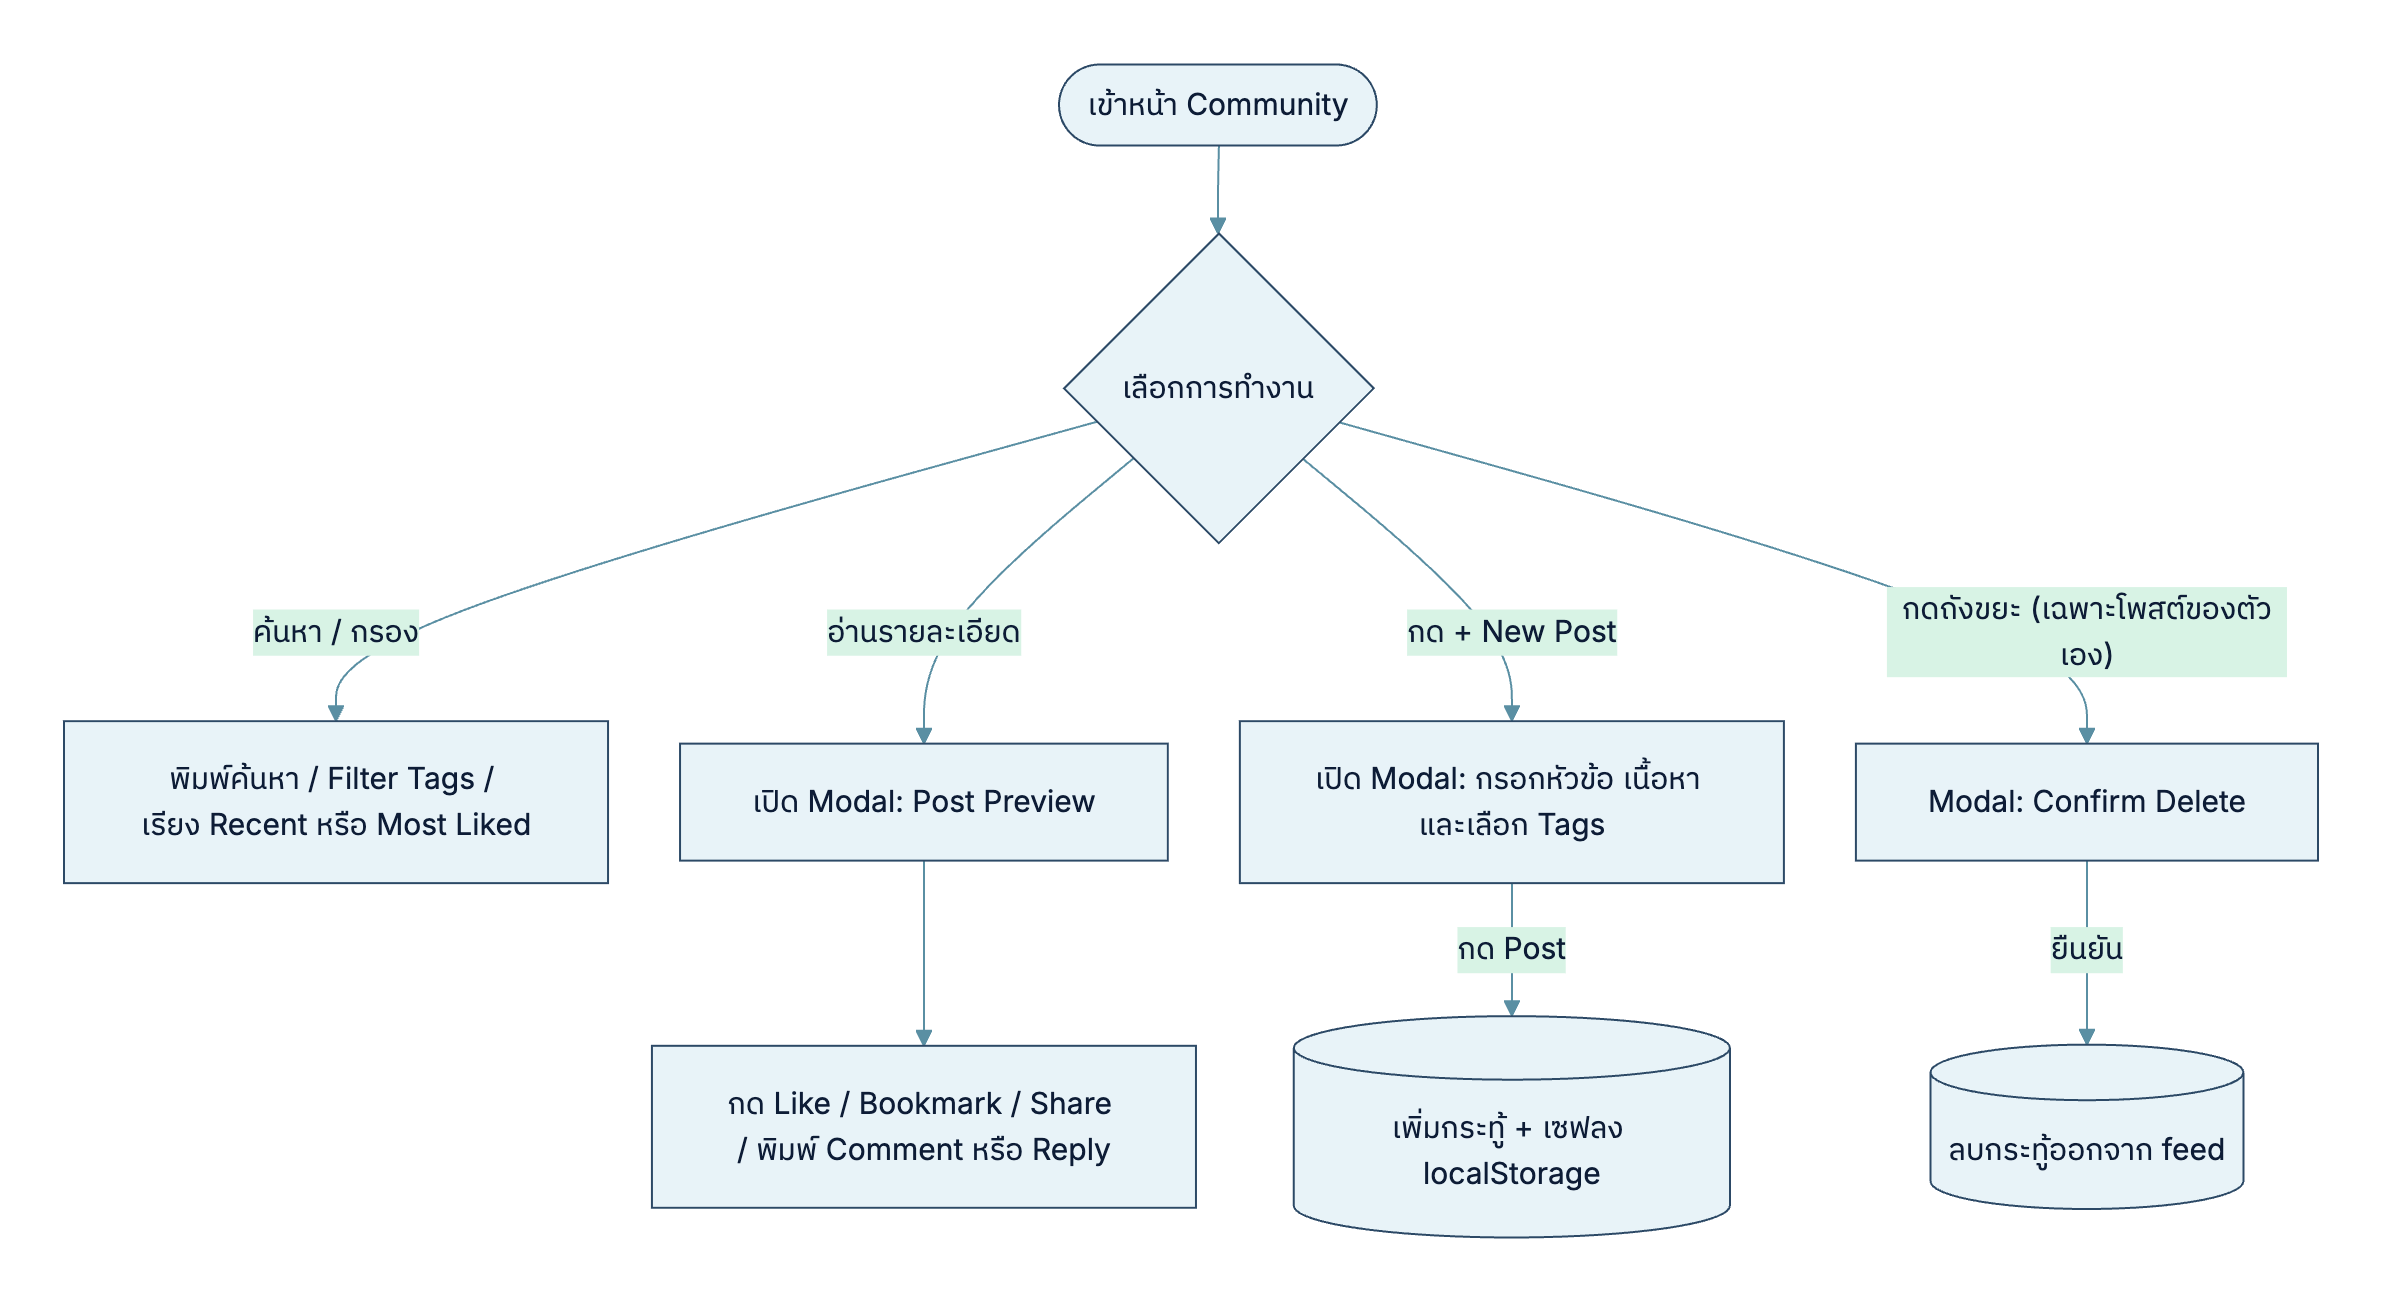 เข้าหน้า Community
เลือกการทำงาน
ค้นหา / กรอง
อ่านรายละเอียด
กด + New Post
กดถังขยะ (เฉพาะโพสต์ของตัว
เอง)
พิมพ์ค้นหา / Filter Tags /
เรียง Recent หรือ Most Liked
เปิด Modal: Post Preview
เปิด Modal: กรอกหัวข้อ เนื้อหา
และเลือก Tags
Modal: Confirm Delete
กด Post
ยืนยัน
กด Like / Bookmark / Share
/ พิมพ์ Comment หรือ Reply
เพิ่มกระทู้ + เซฟลง
localStorage
ลบกระทู้ออกจาก feed